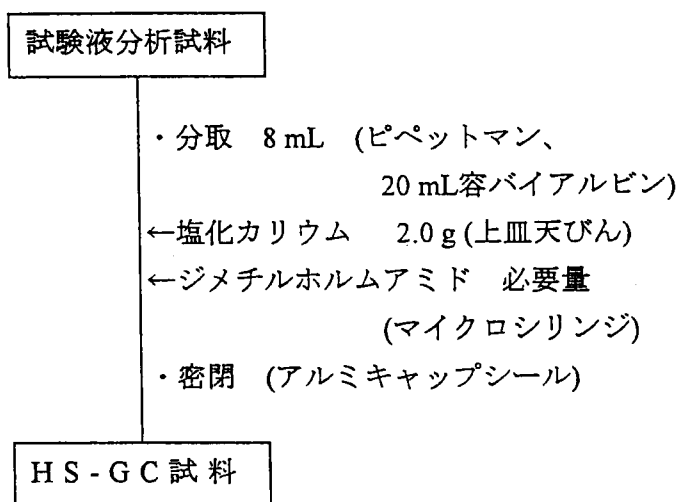 試験液分析試料
・分取 8 mL (ピペットマン、
20 mL容バイアルビン)
←塩化カリウム 2.0 g (上皿天びん)
←ジメチルホルムアミド 必要量
(マイクロシリンジ)
・密閉 (アルミキャップシール)
HS-GC試料